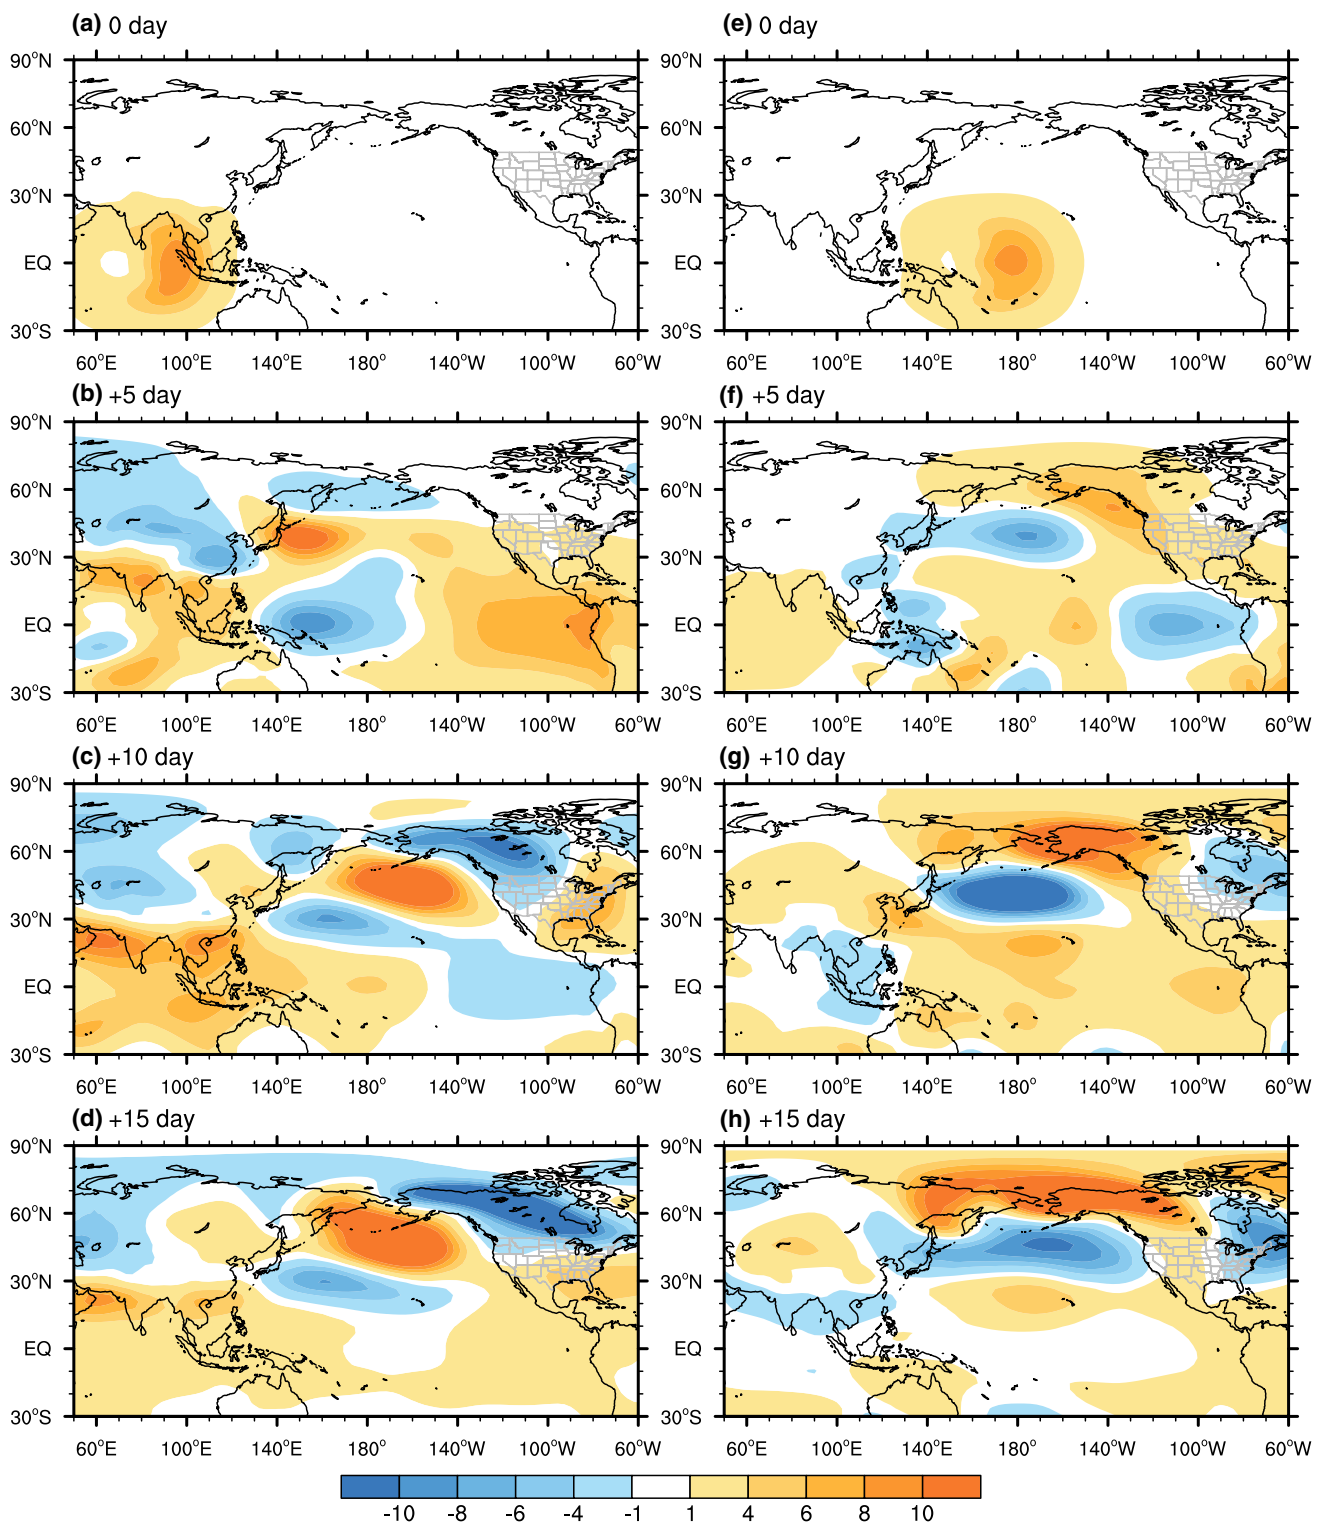 (a) 0 day (e) 0 day
90°N 90°N
60°N 60°N
30°N 30°N
EQ EQ
30°S 30°S
60°E 100°E 140°E 180° 140°W 100°W 60°W 60°E 100°E 140°E 180° 140°W 100°W 60°W
(b) +5 day (f) +5 day
90°N 90°N
60°N 60°N
30°N 30°N
EQ EQ
30°S 30°S
60°E 100°E 140°E 180° 140°W 100°W 60°W 60°E 100°E 140°E 180° 140°W 100°W 60°W
(c) +10 day (g) +10 day
90°N 90°N
60°N 60°N
30°N 30°N
EQ EQ
30°S 30°S
60°E 100°E 140°E 180° 140°W 100°W 60°W 60°E 100°E 140°E 180° 140°W 100°W 60°W
(d) +15 day (h) +15 day
90°N 90°N
60°N 60°N
30°N 30°N
EQ EQ
30°S 30°S
60°E 100°E 140°E 180° 140°W 100°W 60°W 60°E 100°E 140°E 180° 140°W 100°W 60°W
-10 -8 -6 -4 -1 1 4 6 8 10